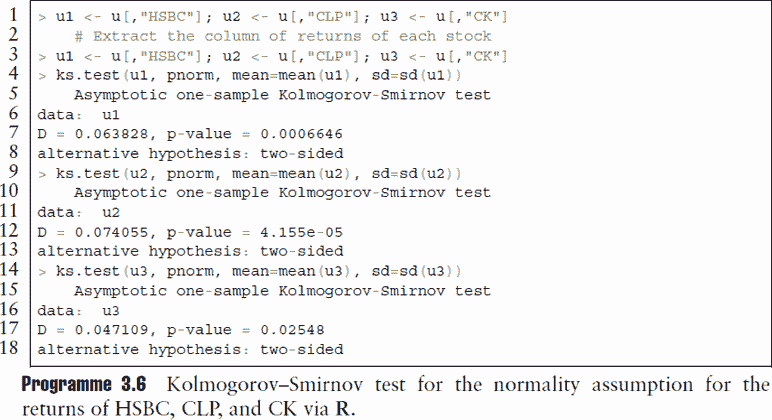 1 > u1 <- u[,"HSBC"]; u2 <- u[,"CLP"]; u3 <- u[,"CK"]
2 # Extract the column of returns of each stock
3 > u1 <- u[,"HSBC"]; u2 <- u[,"CLP"]; u3 <- u[,"CK"]
4 > ks.test(u1, pnorm, mean=mean(u1), sd=sd(u1))
5 Asymptotic one-sample Kolmogorov-Smirnov test
6 data: u1
7 D = 0.063828, p-value = 0.0006646
8 alternative hypothesis: two-sided
9 > ks.test(u2, pnorm, mean=mean(u2), sd=sd(u2))
10 Asymptotic one-sample Kolmogorov-Smirnov test
11 data: u2
12 D = 0.074055, p-value = 4.155e-05
13 alternative hypothesis: two-sided
14 > ks.test(u3, pnorm, mean=mean(u3), sd=sd(u3))
15 Asymptotic one-sample Kolmogorov-Smirnov test
16 data: u3
17 D = 0.047109, p-value = 0.02548
18 alternative hypothesis: two-sided
Programme 3.6 Kolmogorov–Smirnov test for the normality assumption for the
returns of HSBC, CLP, and CK via R.